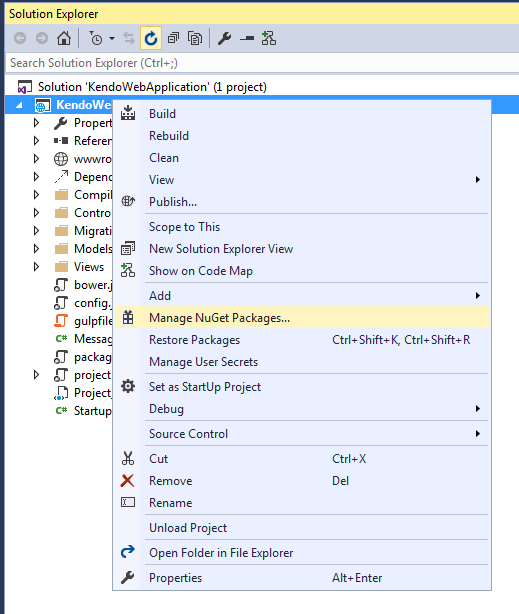 Solution Explorer
Search Solution Explorer (Ctrl+;)
Solution 'KendoWebApplication' (1 project)
KendoWe
Propert
Referen
wwwro
Depend
Compil
Contro
Migrati
Models
Views
bower.j
config.
gulpfile
Messag
packag
project
Project_
Startup
Build
Rebuild
Clean
View
Publish...
Scope to This
New Solution Explorer View
Show on Code Map
Add
Manage NuGet Packages...
Restore Packages Ctrl+Shift+K, Ctrl+Shift+R
Manage User Secrets
Set as StartUp Project
Debug
Source Control
Cut Ctrl+X
Remove Del
Rename
Unload Project
Open Folder in File Explorer
Properties Alt+Enter